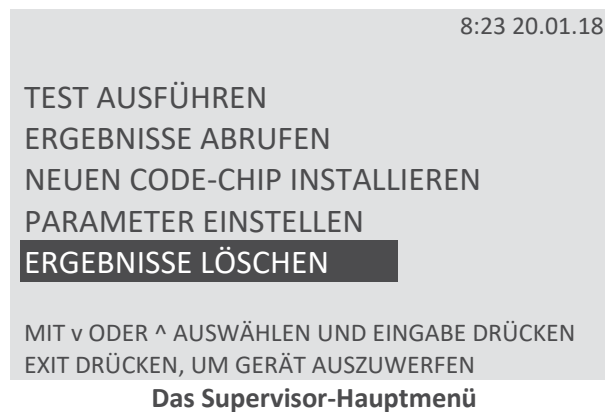 8:23 20.01.18
TEST AUSFÜHREN
ERGEBNISSE ABRUFEN
NEUEN CODE-CHIP INSTALLIEREN
PARAMETER EINSTELLEN
ERGEBNISSE LÖSCHEN
MIT v ODER ^ AUSWÄHLEN UND EINGABE DRÜCKEN
EXIT DRÜCKEN, UM GERÄT AUSZUWERFEN
Das Supervisor-Hauptmenü